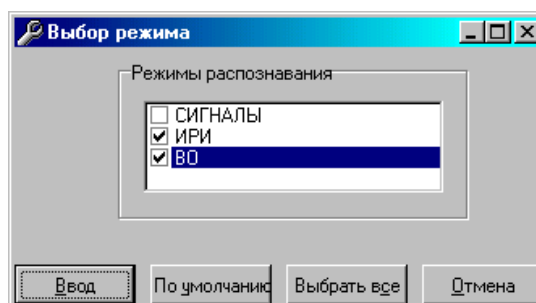 Выбор режима
Режимы распознавания
СИГНАЛЫ
ИРИ
ВО
Ввод По умолчанию Выбрать все Отмена